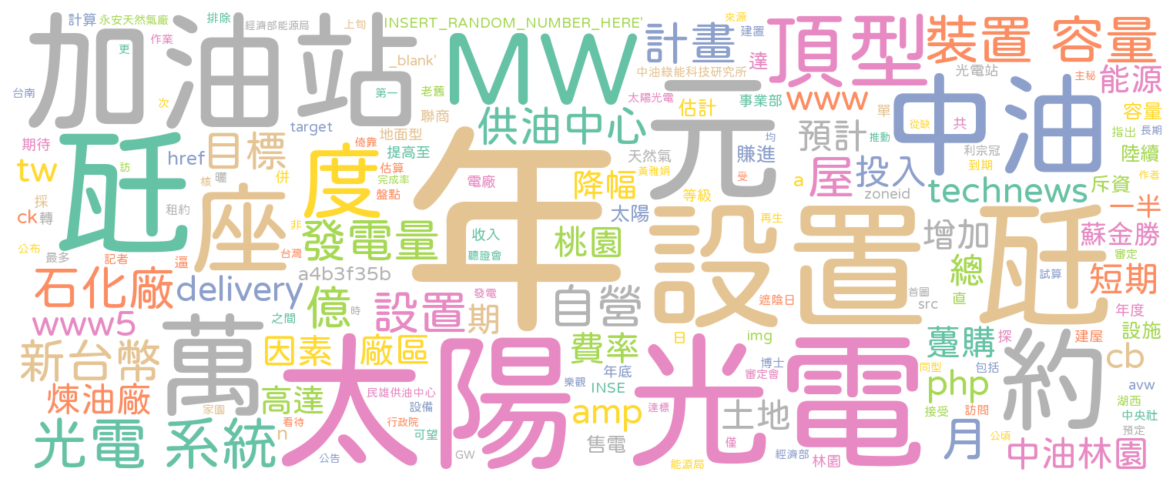 計算 永安天然氣廠 排除 經濟部能源局 上旬 INSERT_RANDOM_NUMBER_HERE' 來源 建置
更 作業 _blank' 計畫 達 中油綠能科技研究所 光電站 主秘
加油站 MW 三 頂型 裝置 容量
台南 次 第一 老舊 聯商 太陽光電 估計 事業部 www 單 中油 能源
target 地面型 供油中心 元 預計 從缺 推動 共 容量
期待 訪 瓩 目標 度 倚靠 提高至 年 天然氣 均 賺進 利宗冠 指出 長期
tw href 估算 併 完成率 黃雅娟 受 屋 投入 到期 陸續 作者
採 核 曬 座 盤點 電廠 降幅 等級 a zoneid technews 斥資
ck 轉 租約 非 發電量 收入 太陽 設置 再生 瓩 一半
公布 最多 記者 逼 台灣 聽證會 桃園 增加 蘇金勝 審定
石化廠 delivery a4b3f35b 發電 自營 遮陰日 首圖 src 總 試算 短期
www5 之間 億 設置 期 時 直 年度
新台幣 萬 因素 廠區 費率 日 img 探 建屋 設施
煉油廠 高達 太陽光電 年底 博士 審定會 同型 包括 躉購 約 cb
家園 看待 民雄供油中心 樂觀 INSE amp 達標 土地 php avw 湖西
光電 系統 n 行政院 設備 可望 售電 僅 接受 訪問 中央社
公告 GW 能源局 經濟部 林園 月 公頃 中油林園 預定